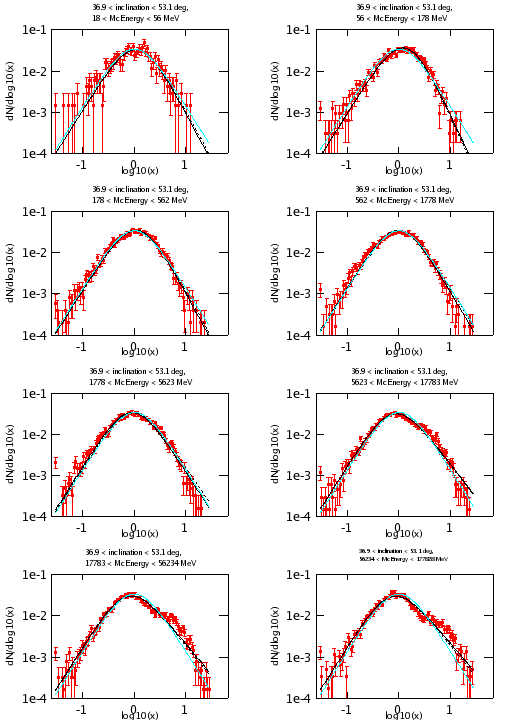 36.9 < inclination < 53.1 deg,
18 < McEnergy < 56 MeV
1e-1
1e-2
1e-3
1e-4
dN/dlog10(x)
-1 0 1
log10(x)
36.9 < inclination < 53.1 deg,
56 < McEnergy < 178 MeV
1e-1
1e-2
1e-3
1e-4
dN/dlog10(x)
-1 0 1
log10(x)
36.9 < inclination < 53.1 deg,
178 < McEnergy < 562 MeV
1e-1
1e-2
1e-3
1e-4
dN/dlog10(x)
-1 0 1
log10(x)
36.9 < inclination < 53.1 deg,
562 < McEnergy < 1778 MeV
1e-1
1e-2
1e-3
1e-4
dN/dlog10(x)
-1 0 1
log10(x)
36.9 < inclination < 53.1 deg,
1778 < McEnergy < 5623 MeV
1e-1
1e-2
1e-3
1e-4
dN/dlog10(x)
-1 0 1
log10(x)
36.9 < inclination < 53.1 deg,
5623 < McEnergy < 17783 MeV
1e-1
1e-2
1e-3
1e-4
dN/dlog10(x)
-1 0 1
log10(x)
36.9 < inclination < 53.1 deg,
17783 < McEnergy < 56234 MeV
1e-1
1e-2
1e-3
1e-4
dN/dlog10(x)
-1 0 1
log10(x)
36.9 < inclination < 53.1 deg,
56234 < McEnergy < 177828 MeV
1e-1
1e-2
1e-3
1e-4
dN/dlog10(x)
-1 0 1
log10(x)